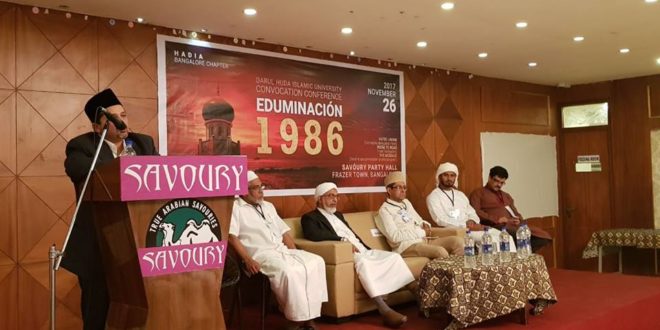 HADIA
BANGALORE CHAPTER
DARUL HUDA ISLAMIC UNIVERSITY
CONVOCATION CONFERENCE
EDUMINACIÓN
1986
2017
NOVEMBER
26
SAVOURY PARTY HALL
FRAZER TOWN, BANGAL
SAVOURY
TRUE ARABIAN SAVOURIES
SAVOURY